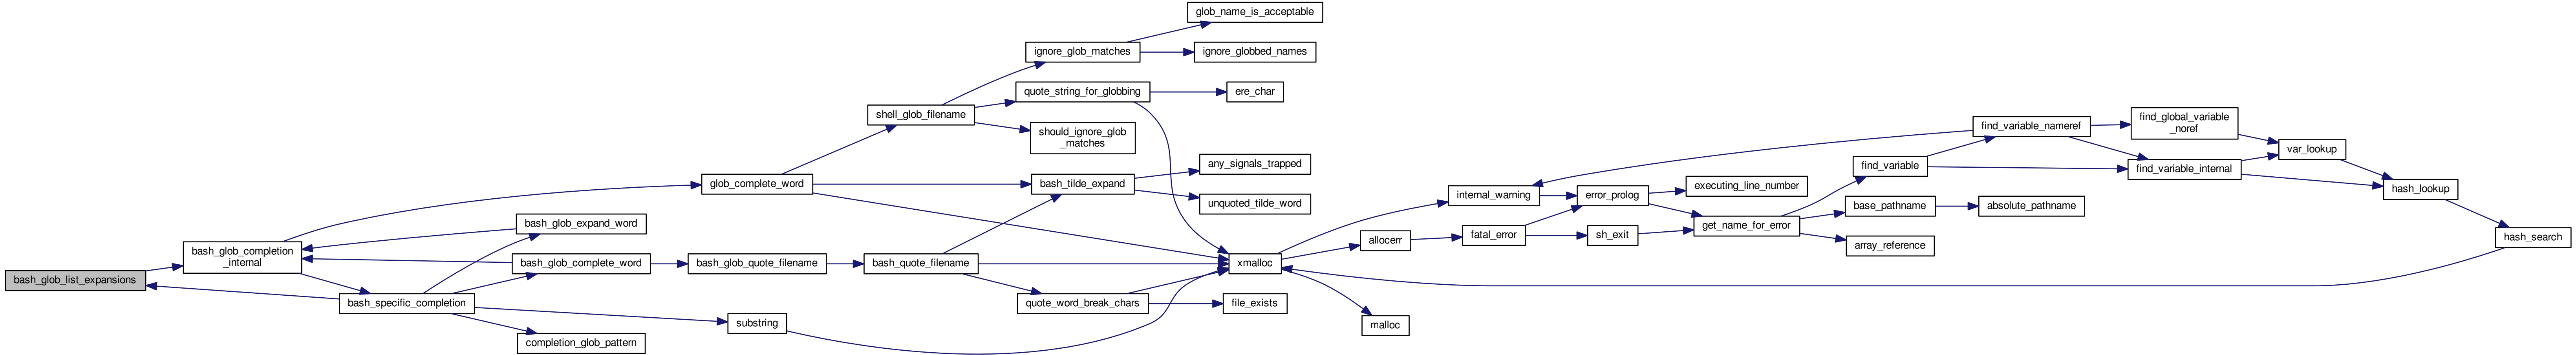 bash_glob_list_expansions
bash_glob_completion
_internal
bash_specific_completion
bash_glob_expand_word
bash_glob_complete_word
completion_glob_pattern
glob_complete_word
bash_glob_quote_filename
substring
shell_glob_filename
bash_quote_filename
ignore_glob_matches
quote_string_for_globbing
should_ignore_glob
_matches
bash_tilde_expand
quote_word_break_chars
glob_name_is_acceptable
ignore_globbed_names
ere_char
any_signals_trapped
unquoted_tilde_word
xmalloc
file_exists
allocerr
malloc
internal_warning
fatal_error
error_prolog
sh_exit
executing_line_number
get_name_for_error
find_variable
base_pathname
array_reference
find_variable_nameref
absolute_pathname
find_global_variable
_noref
find_variable_internal
var_lookup
hash_lookup
hash_search